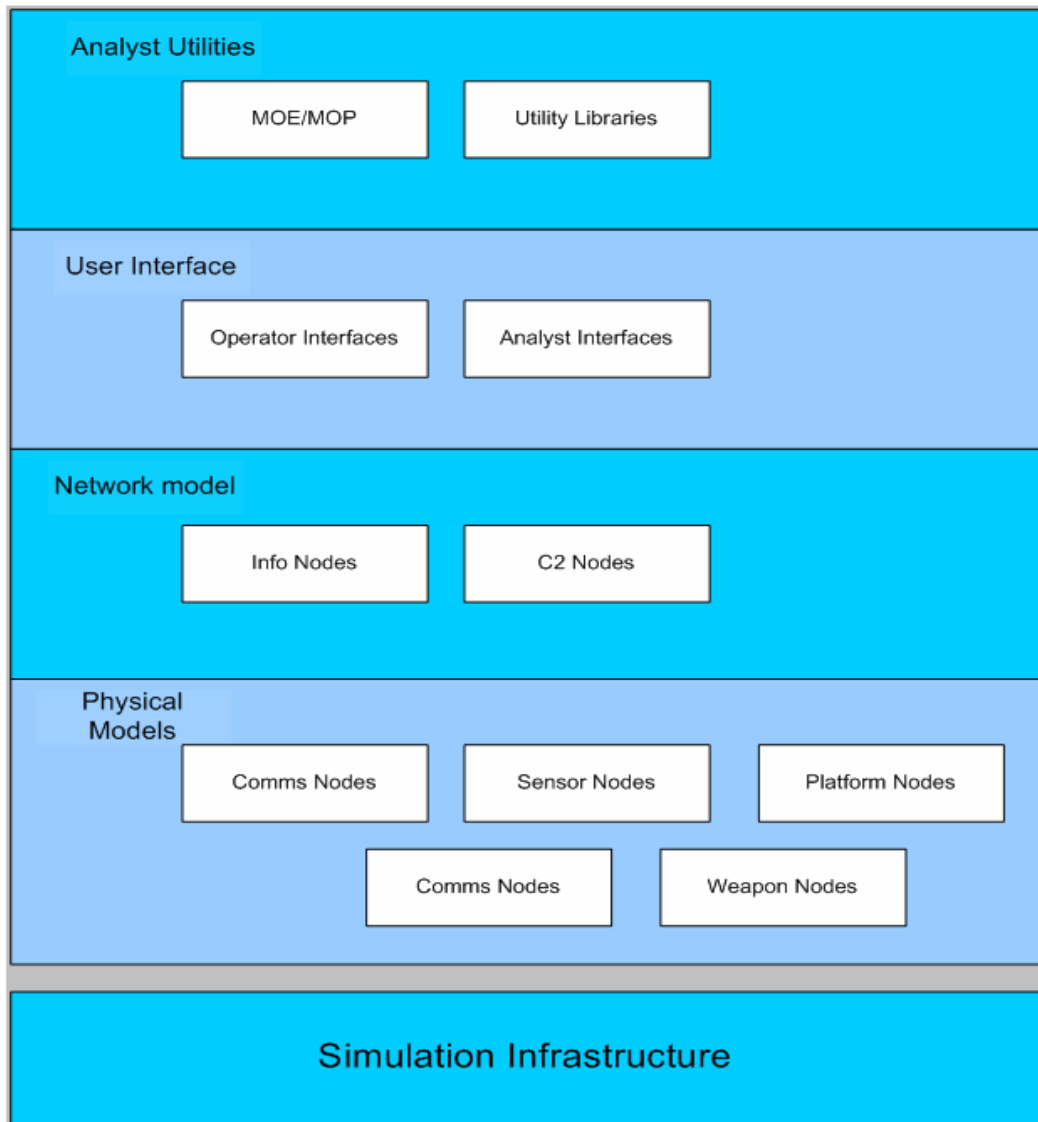 Analyst Utilities
MOE/MOP
Utility Libraries
User Interface
Operator Interfaces
Analyst Interfaces
Network model
Info Nodes
C2 Nodes
Physical
Models
Comms Nodes
Sensor Nodes
Platform Nodes
Comms Nodes
Weapon Nodes
Simulation Infrastructure